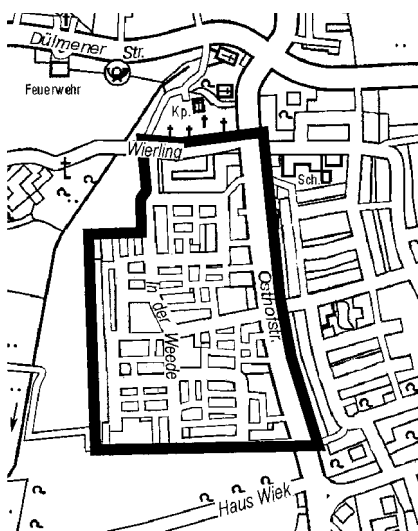 Dülmener Str.
Feuerwehr
Kp.
Wierling
Sch.
Osthofstr.
In der Weede
Haus Wiek